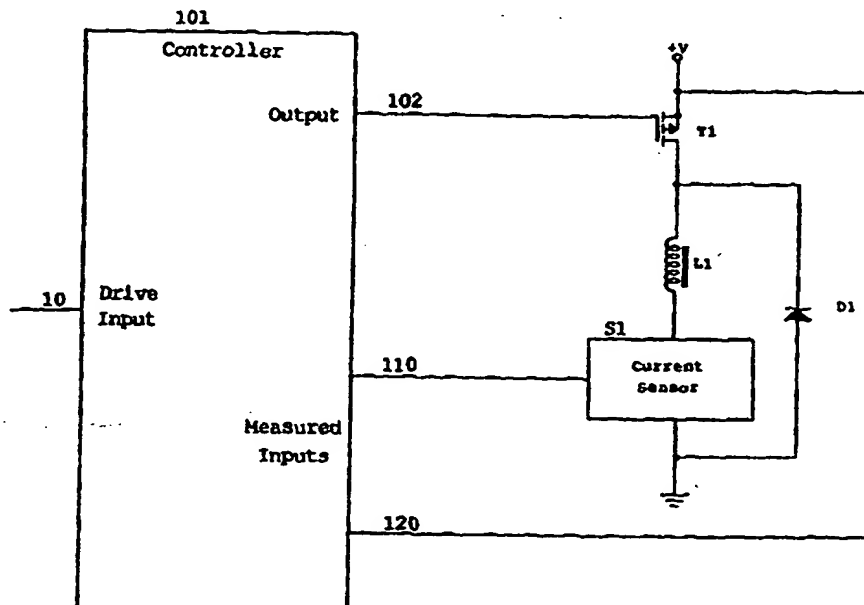 101
Controller
+V
Output
102
T1
L1
10
Drive
Input
D1
S1
Current
Sensor
110
Measured
Inputs
120